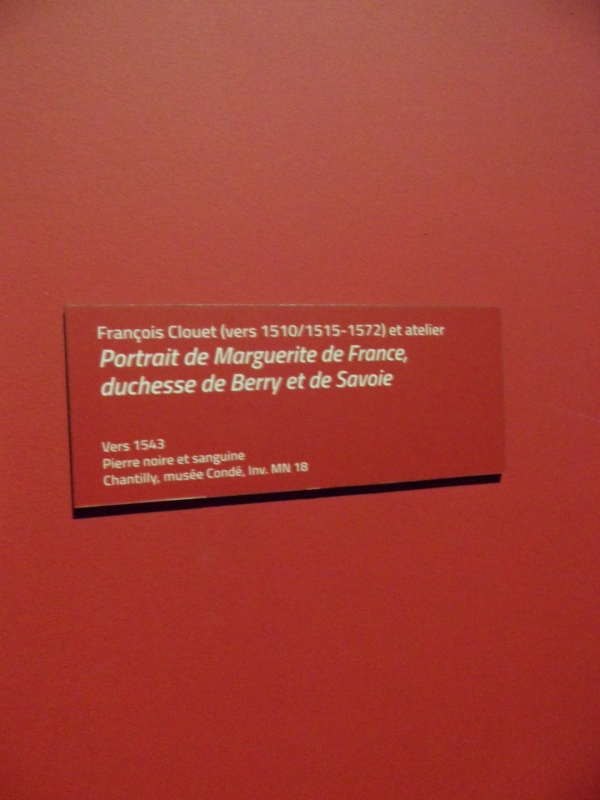 François Clouet (vers 1510/1515-1572) et atelier
Portrait de Marguerite de France,
duchesse de Berry et de Savoie
Vers 1543
Pierre noire et sanguine
Chantilly, musée Condé, Inv. MN 18